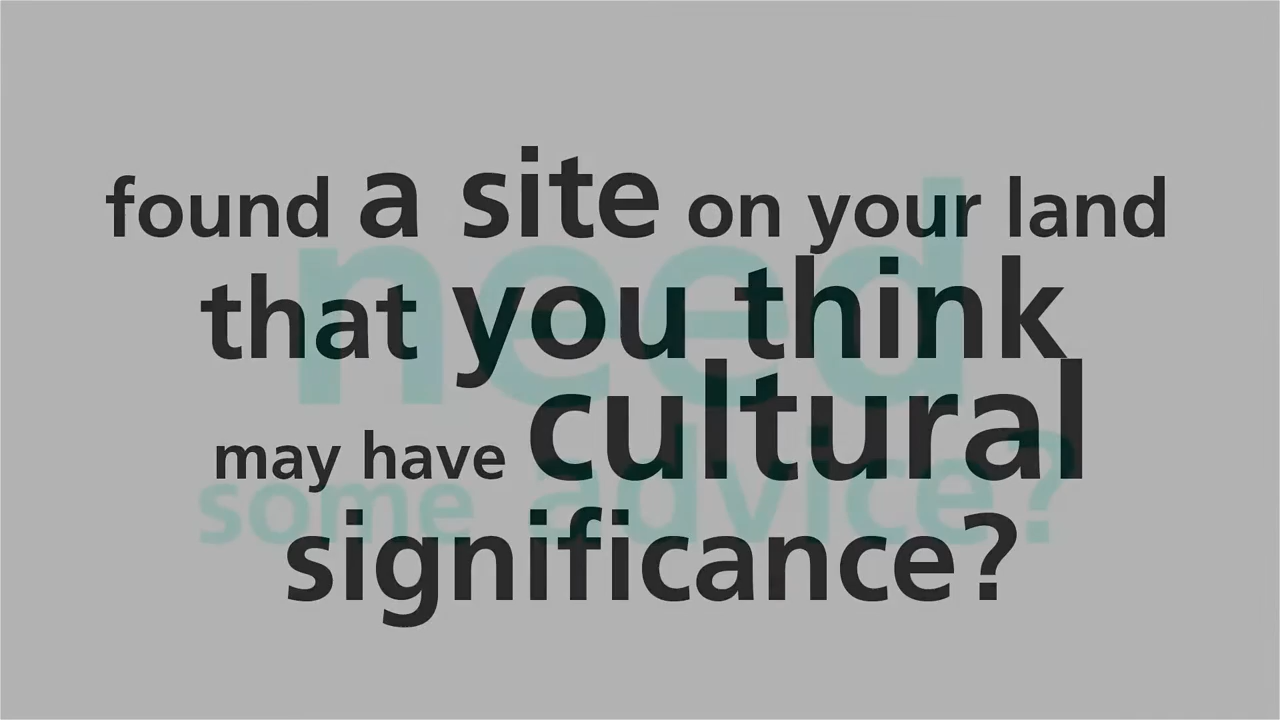 found a site on your land
that you think
may have cultural
significance?
need
some advice?